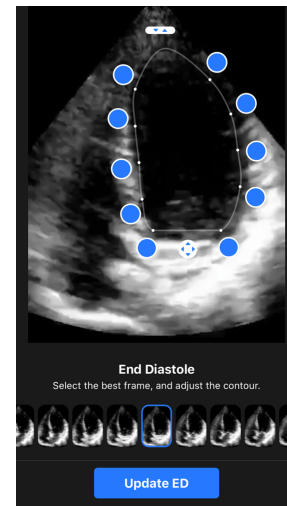 End Diastole
Select the best frame, and adjust the contour.
Update ED